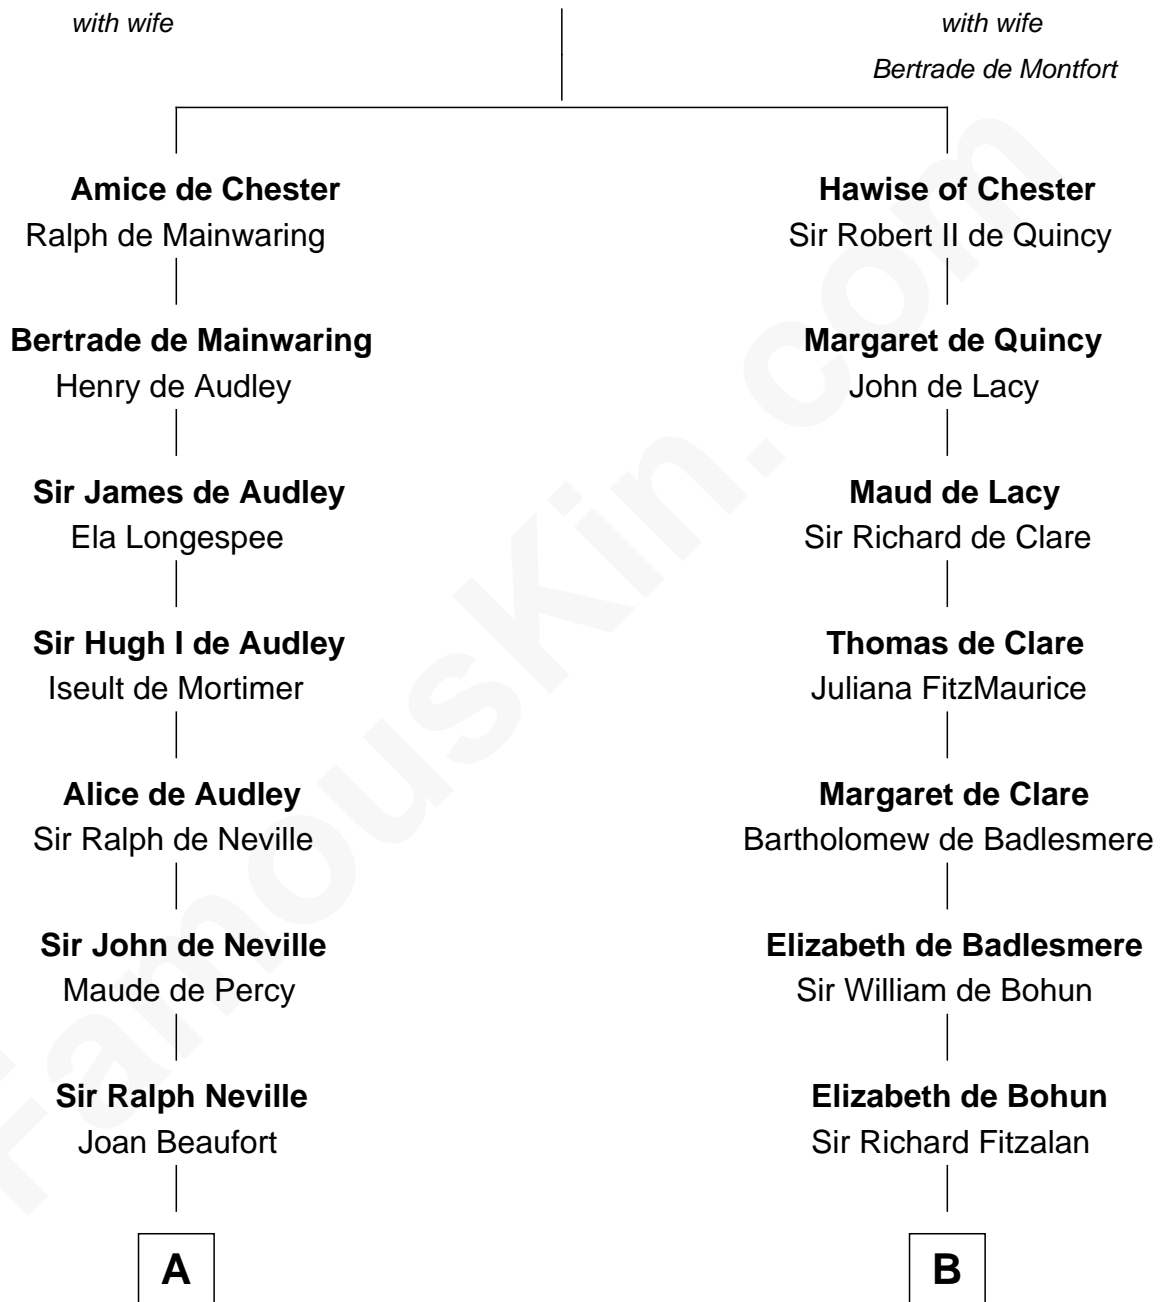 with wife
with wife
Bertrade de Montfort
Amice de Chester
Ralph de Mainwaring
Hawise of Chester
Sir Robert II de Quincy
Bertrade de Mainwaring
Henry de Audley
Margaret de Quincy
John de Lacy
Sir James de Audley
Ela Longespee
Maud de Lacy
Sir Richard de Clare
Sir Hugh I de Audley
Iseult de Mortimer
Thomas de Clare
Juliana FitzMaurice
Alice de Audley
Sir Ralph de Neville
Margaret de Clare
Bartholomew de Badlesmere
Sir John de Neville
Maude de Percy
Elizabeth de Badlesmere
Sir William de Bohun
Sir Ralph Neville
Joan Beaufort
Elizabeth de Bohun
Sir Richard Fitzalan
A
B
FamousKin.com